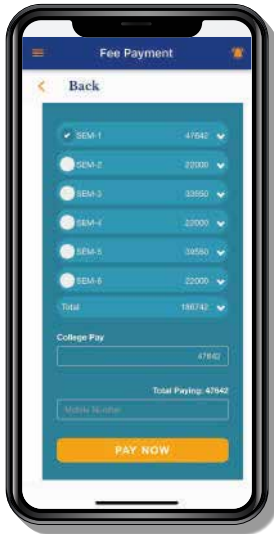 Fee Payment
Back
SEM-1 47642
SEM-2 22000
SEM-3 33550
SEM-4 22000
SEM-5 39550
SEM-6 22000
Total 186742
College Pay
47642
Total Paying: 47642
Mobile Number
PAY NOW